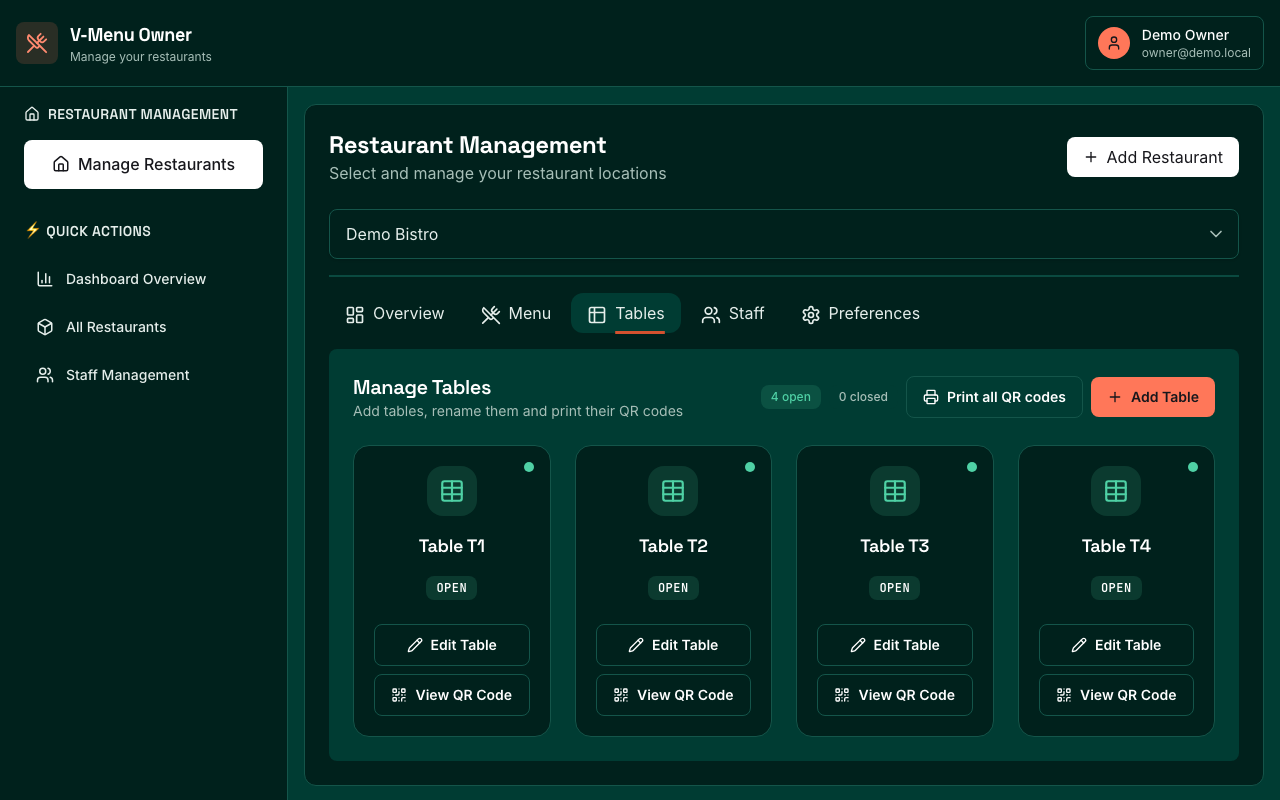 V-Menu Owner
Manage your restaurants
Demo Owner
owner@demo.local
RESTAURANT MANAGEMENT
Manage Restaurants
⚡ QUICK ACTIONS
Dashboard Overview
All Restaurants
Staff Management
Restaurant Management
Select and manage your restaurant locations
+ Add Restaurant
Demo Bistro
Overview
Menu
Tables
Staff
Preferences
Manage Tables
Add tables, rename them and print their QR codes
4 open
0 closed
Print all QR codes
+ Add Table
Table T1
OPEN
Edit Table
View QR Code
Table T2
OPEN
Edit Table
View QR Code
Table T3
OPEN
Edit Table
View QR Code
Table T4
OPEN
Edit Table
View QR Code